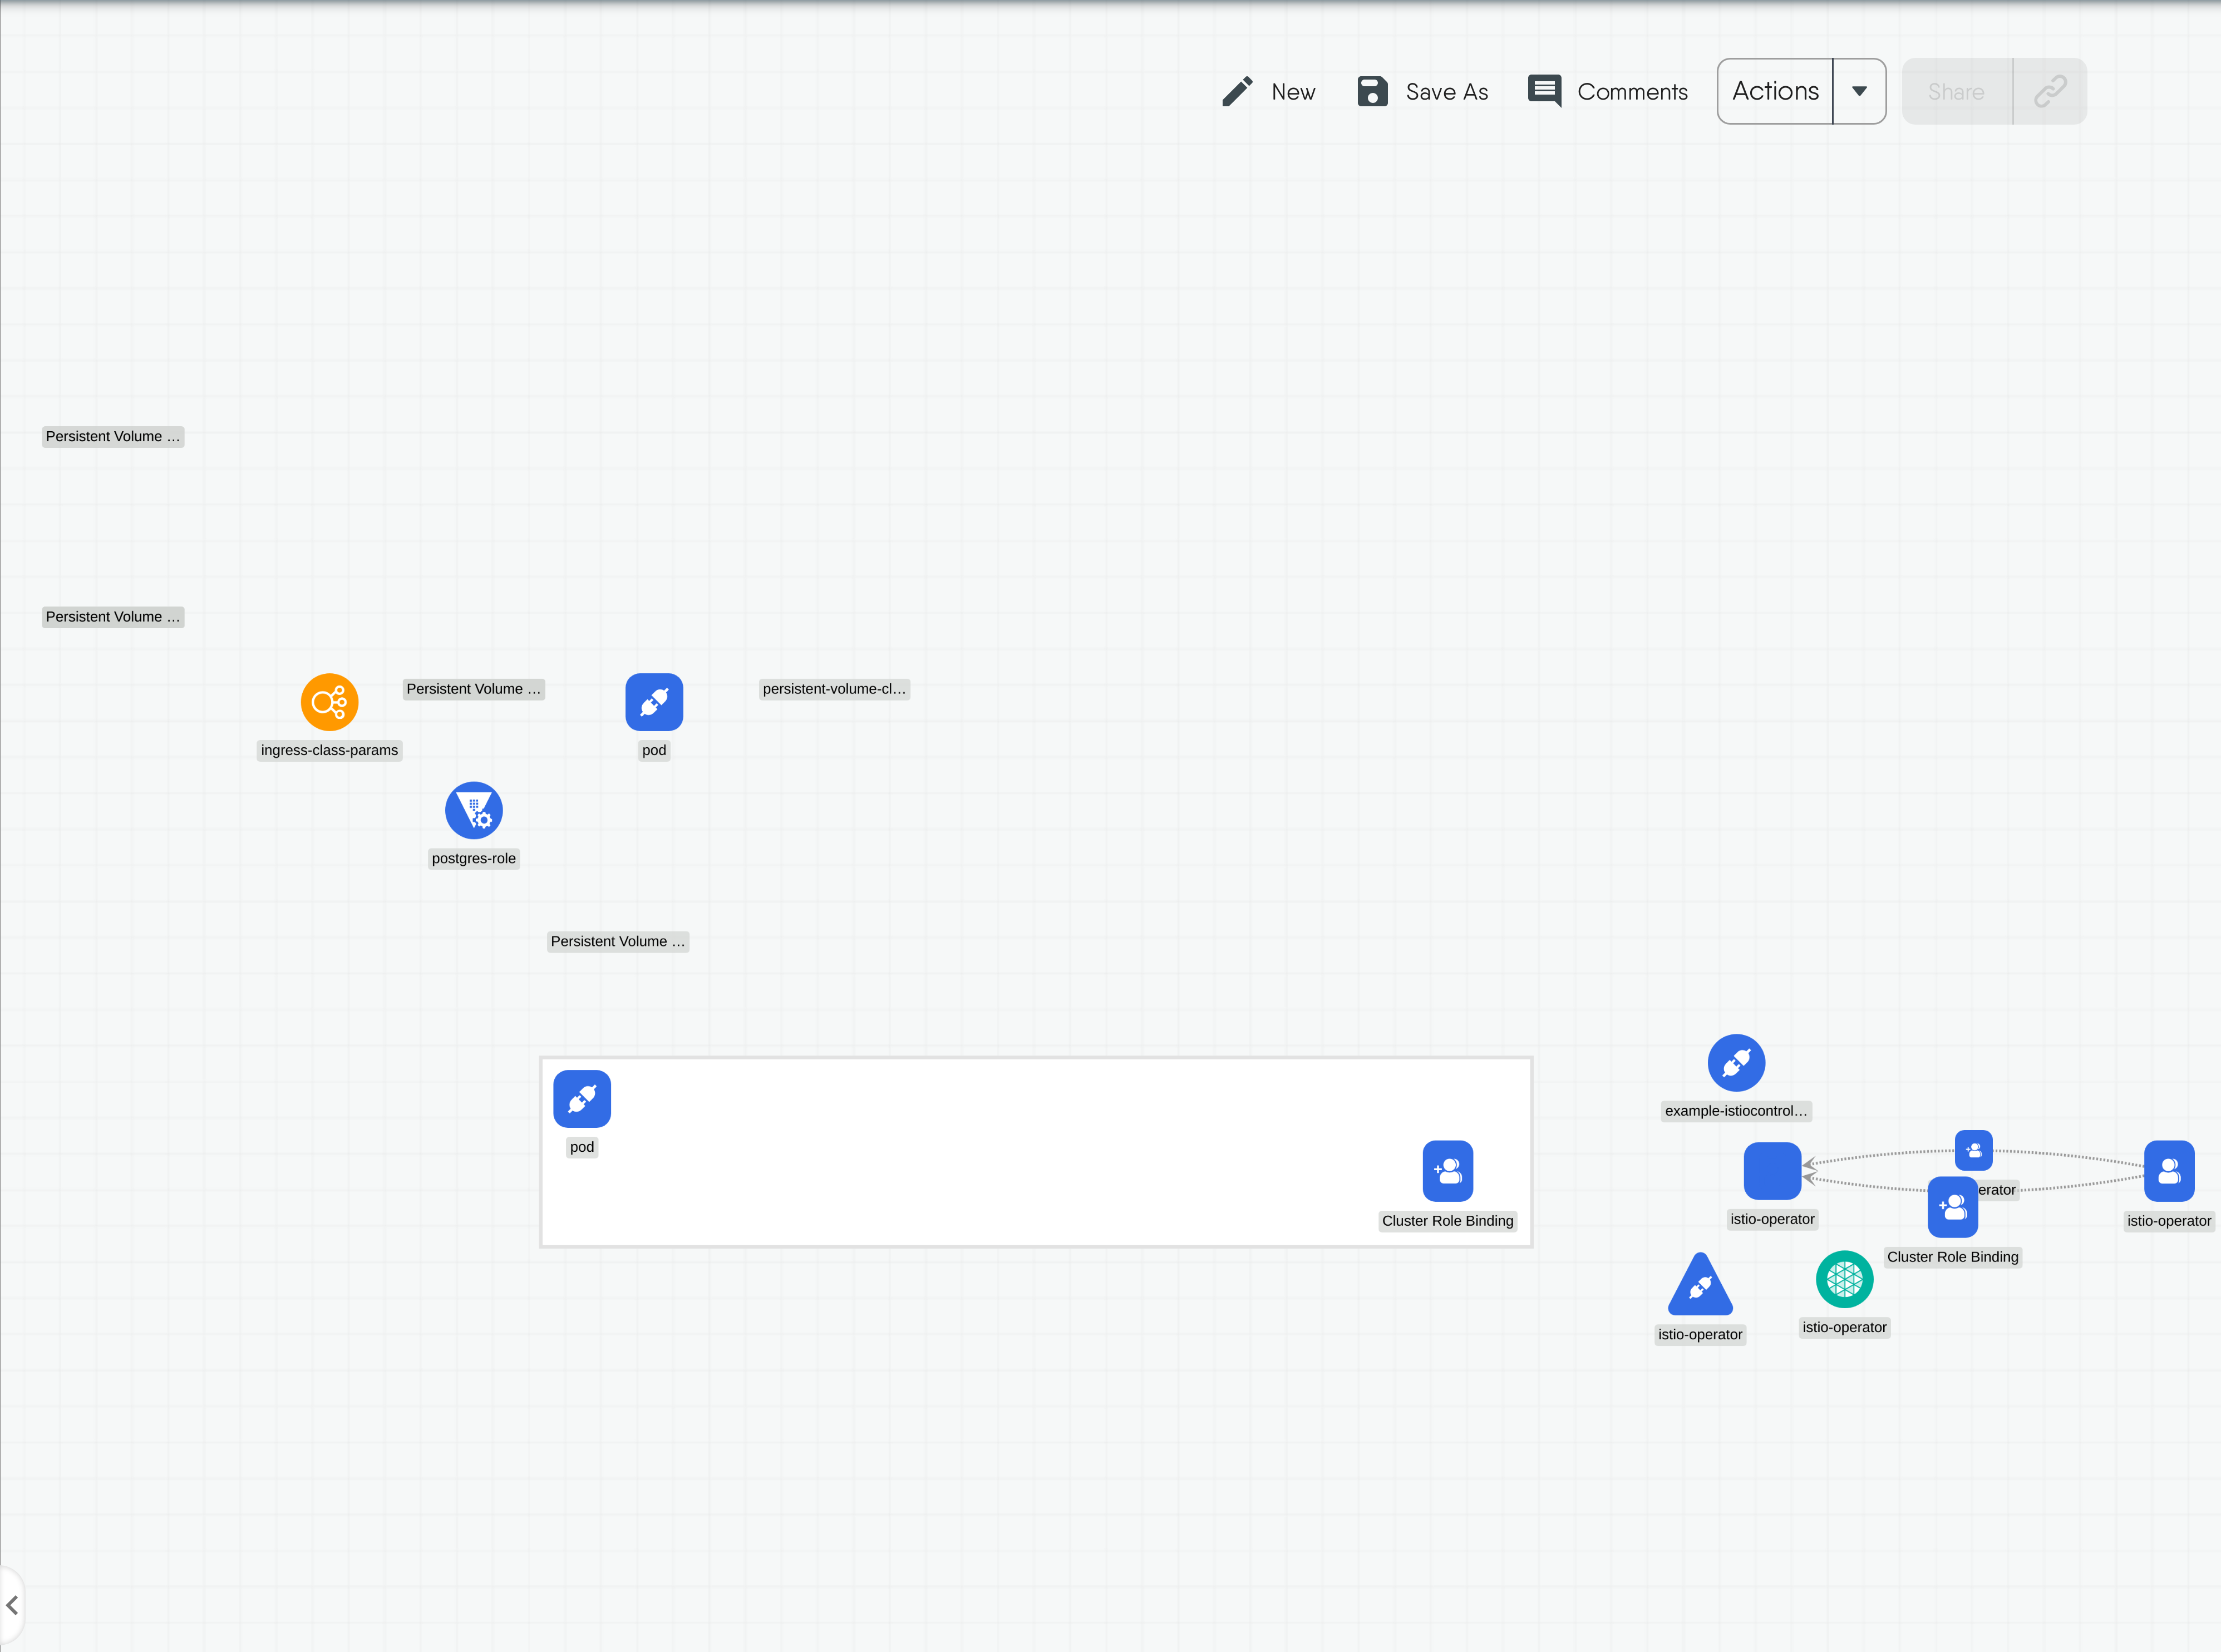 New
Save As
Comments
Actions
Share
Persistent Volume ...
Persistent Volume ...
Persistent Volume ...
persistent-volume-cl...
ingress-class-params
pod
postgres-role
Persistent Volume ...
example-istiocontrol...
pod
erator
istio-operator
Cluster Role Binding
istio-operator
Cluster Role Binding
istio-operator
istio-operator